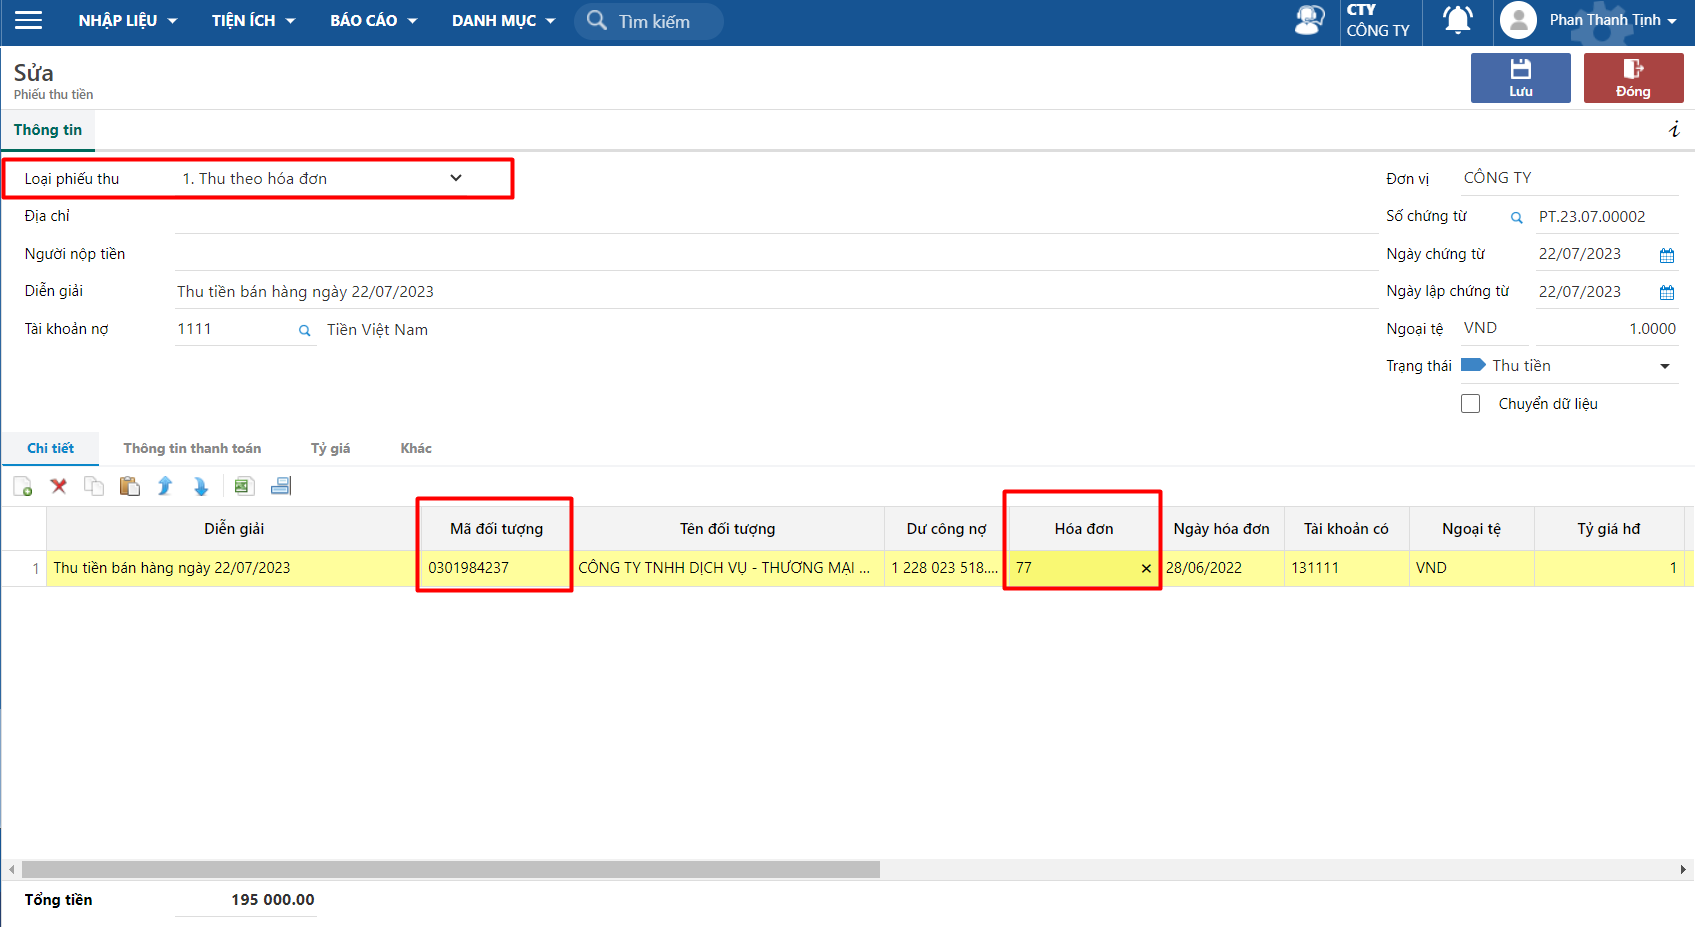 NHẬP LIỆU TIỆN ÍCH BÁO CÁO DANH MỤC Tìm kiếm CTY CÔNG TY Phan Thanh Tịnh
Sửa
Phiếu thu tiền
Lưu
Đóng
Thông tin
Loại phiếu thu 1. Thu theo hóa đơn
Đơn vị CÔNG TY
Địa chỉ
Số chứng từ PT.23.07.00002
Người nộp tiền
Ngày chứng từ 22/07/2023
Diễn giải Thu tiền bán hàng ngày 22/07/2023
Ngày lập chứng từ 22/07/2023
Tài khoản nợ 1111 Tiền Việt Nam
Ngoại tệ VND 1.0000
Trạng thái Thu tiền
Chuyển dữ liệu
Chi tiết Thông tin thanh toán Tỷ giá Khác
Diễn giải Mã đối tượng Tên đối tượng Dư công nợ Hóa đơn Ngày hóa đơn Tài khoản có Ngoại tệ Tỷ giá hđ
1 Thu tiền bán hàng ngày 22/07/2023 0301984237 CÔNG TY TNHH DỊCH VỤ - THƯƠNG MẠI ... 1 228 023 518.... 77 28/06/2022 131111 VND 1
Tổng tiền 195 000.00